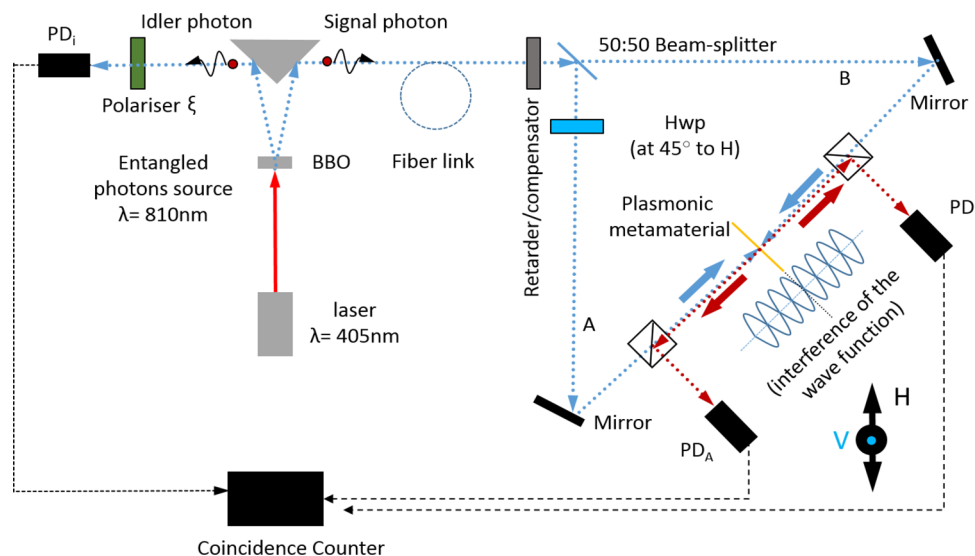 PDi
Idler photon
Signal photon
Polariser ξ
BBO
Entangled
photons source
λ= 810nm
Fiber link
laser
λ= 405nm
Retarder/compensator
50:50 Beam-splitter
B
Mirror
Hwp
(at 45° to H)
Plasmonic
metamaterial
PD
(interference of the
wave function)
A
Mirror
PDA
H
V
Coincidence Counter